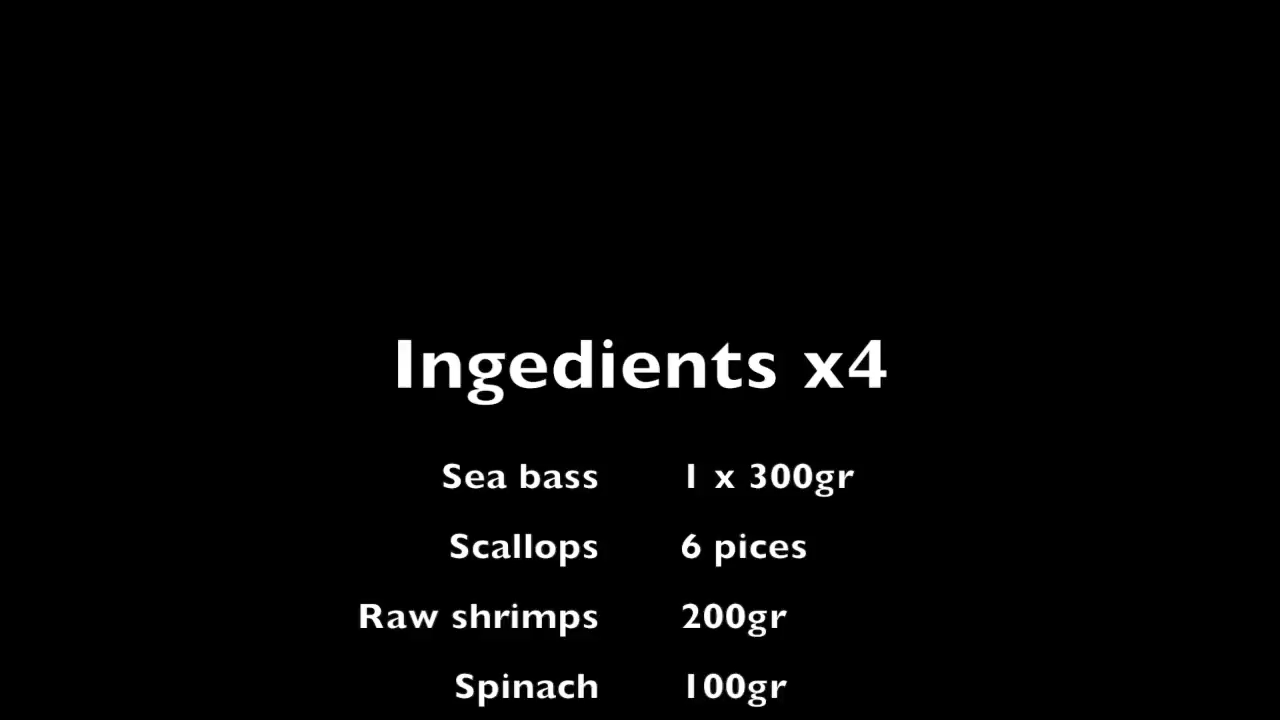 Ingedients x4
Sea bass 1 x 300gr
Scallops 6 pices
Raw shrimps 200gr
Spinach 100gr